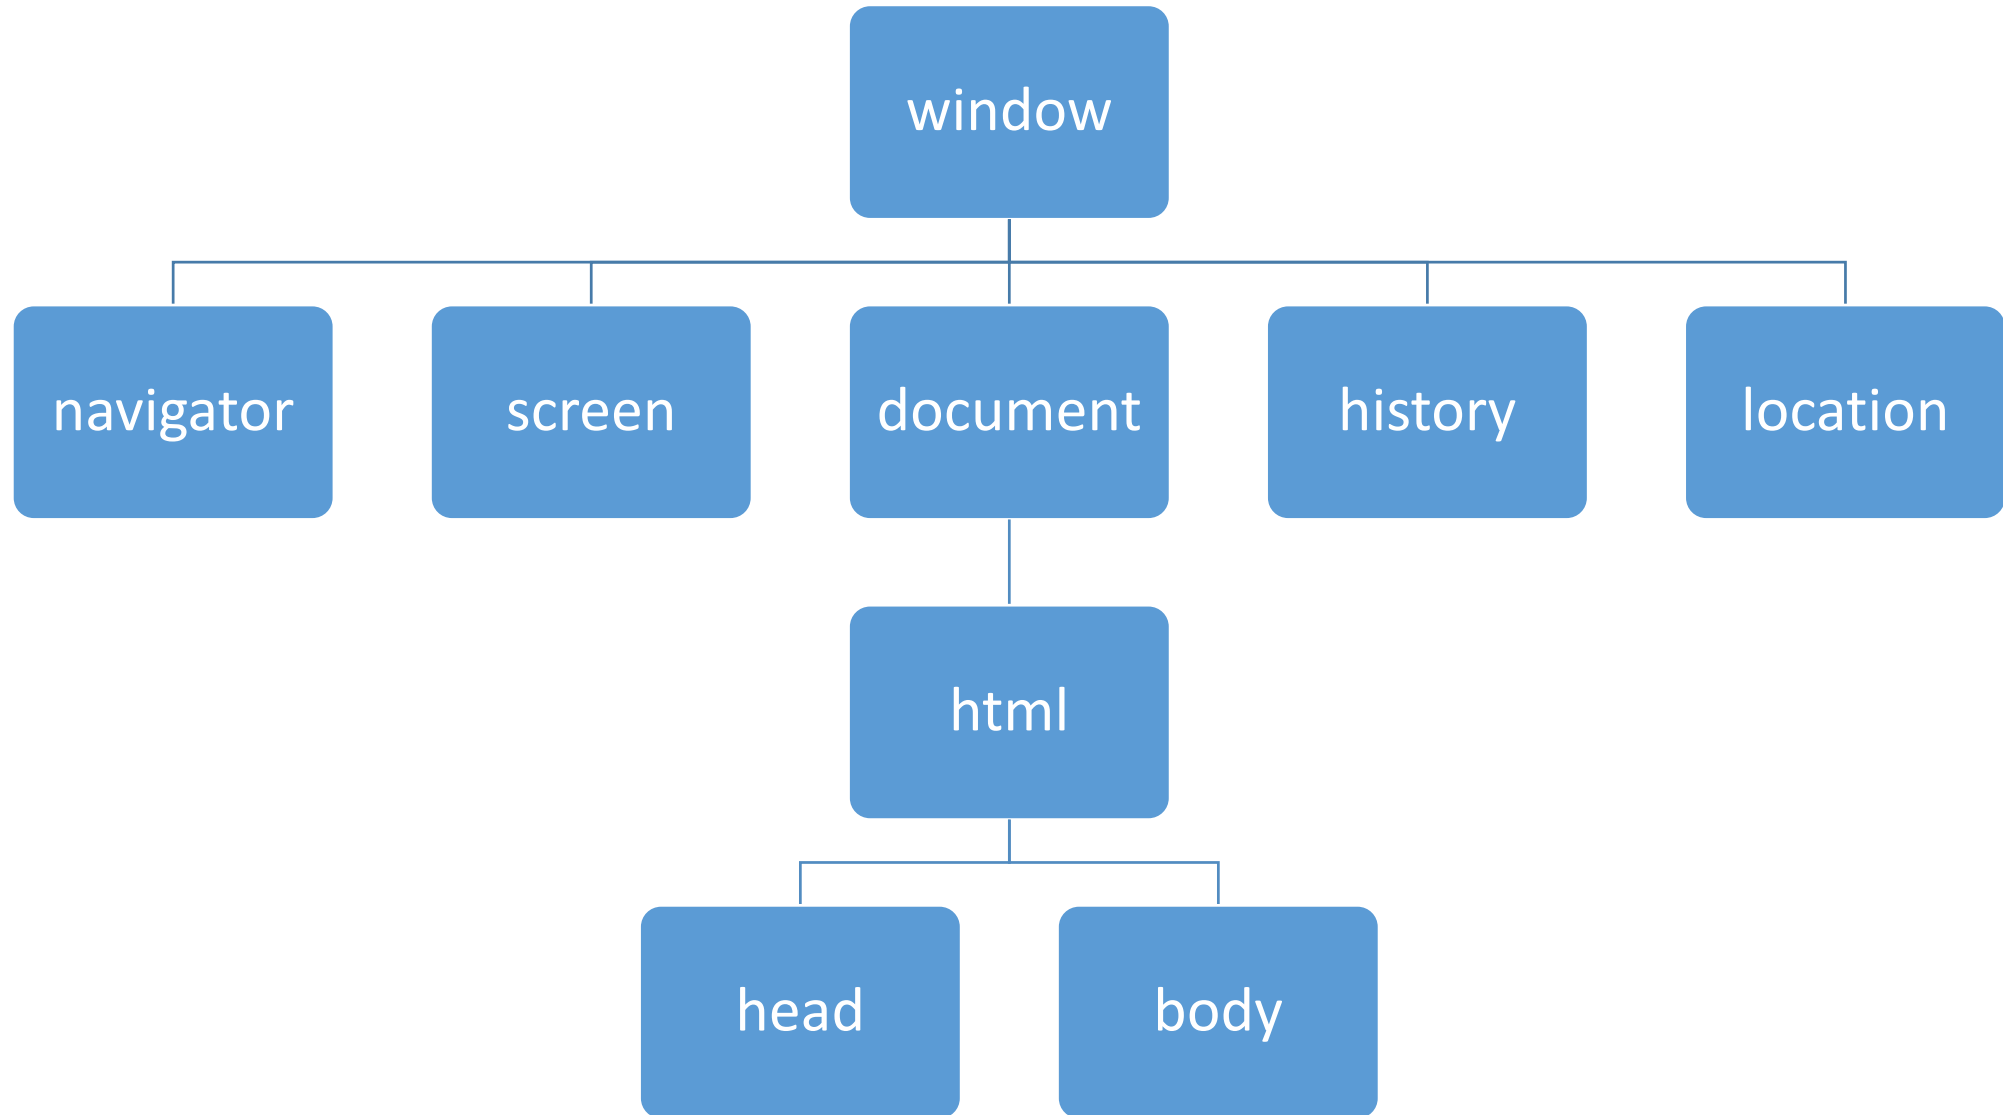 window
navigator
screen
document
history
location
html
head
body